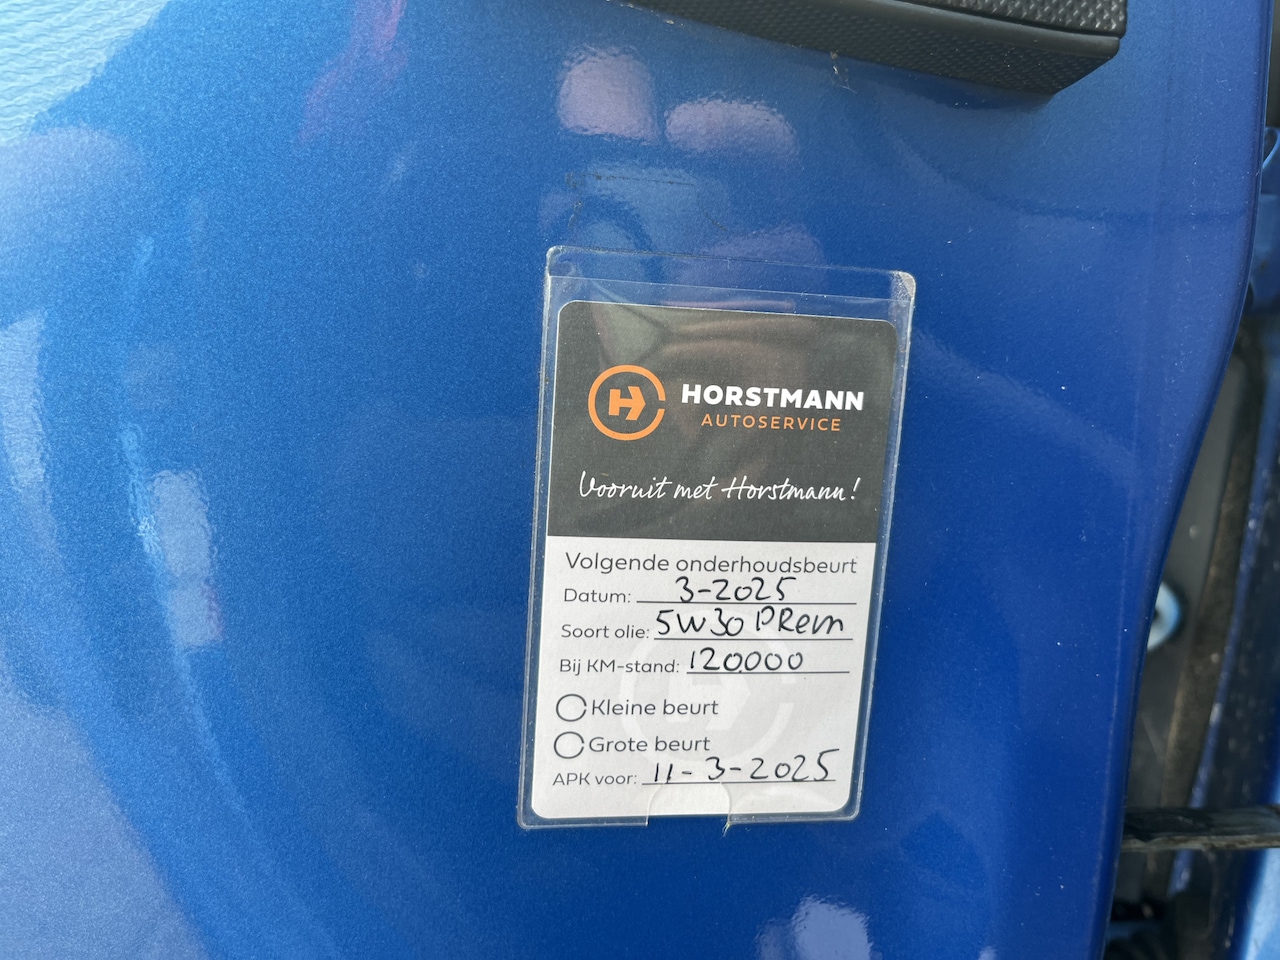 HORSTMANN
AUTOSERVICE
Vooruit met Horstmann!
Volgende onderhoudsbeurt
Datum: 3-2025
Soort olie: 5W30 PRem
Bij KM-stand: 120000
Kleine beurt
Grote beurt
APK voor: 11-3-2025